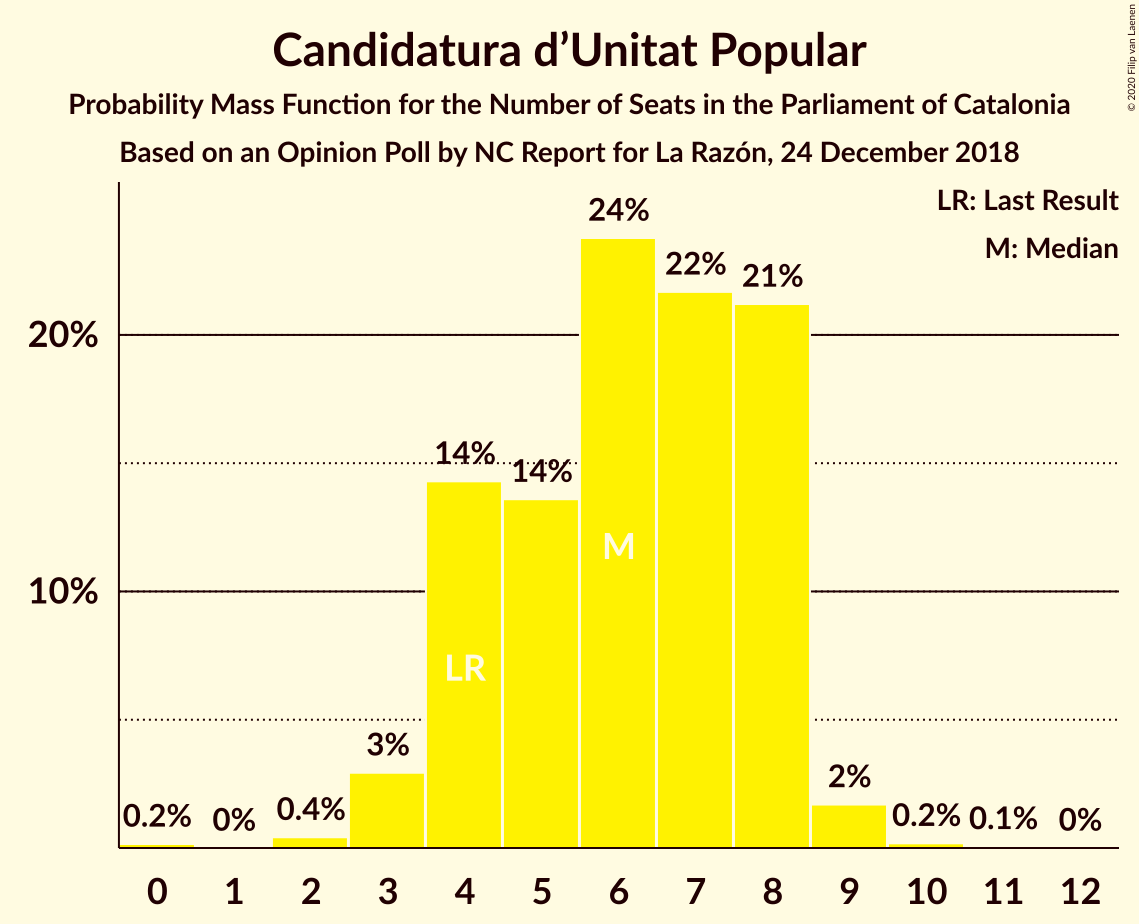 Candidatura d’Unitat Popular
Probability Mass Function for the Number of Seats in the Parliament of Catalonia
Based on an Opinion Poll by NC Report for La Razón, 24 December 2018
© 2020 Filip van Laenen
LR: Last Result
M: Median
24%
22%
21%
20%
14%
14%
M
10%
LR
3%
2%
0.2%
0%
0.4%
0.2%
0.1%
0%
0 1 2 3 4 5 6 7 8 9 10 11 12